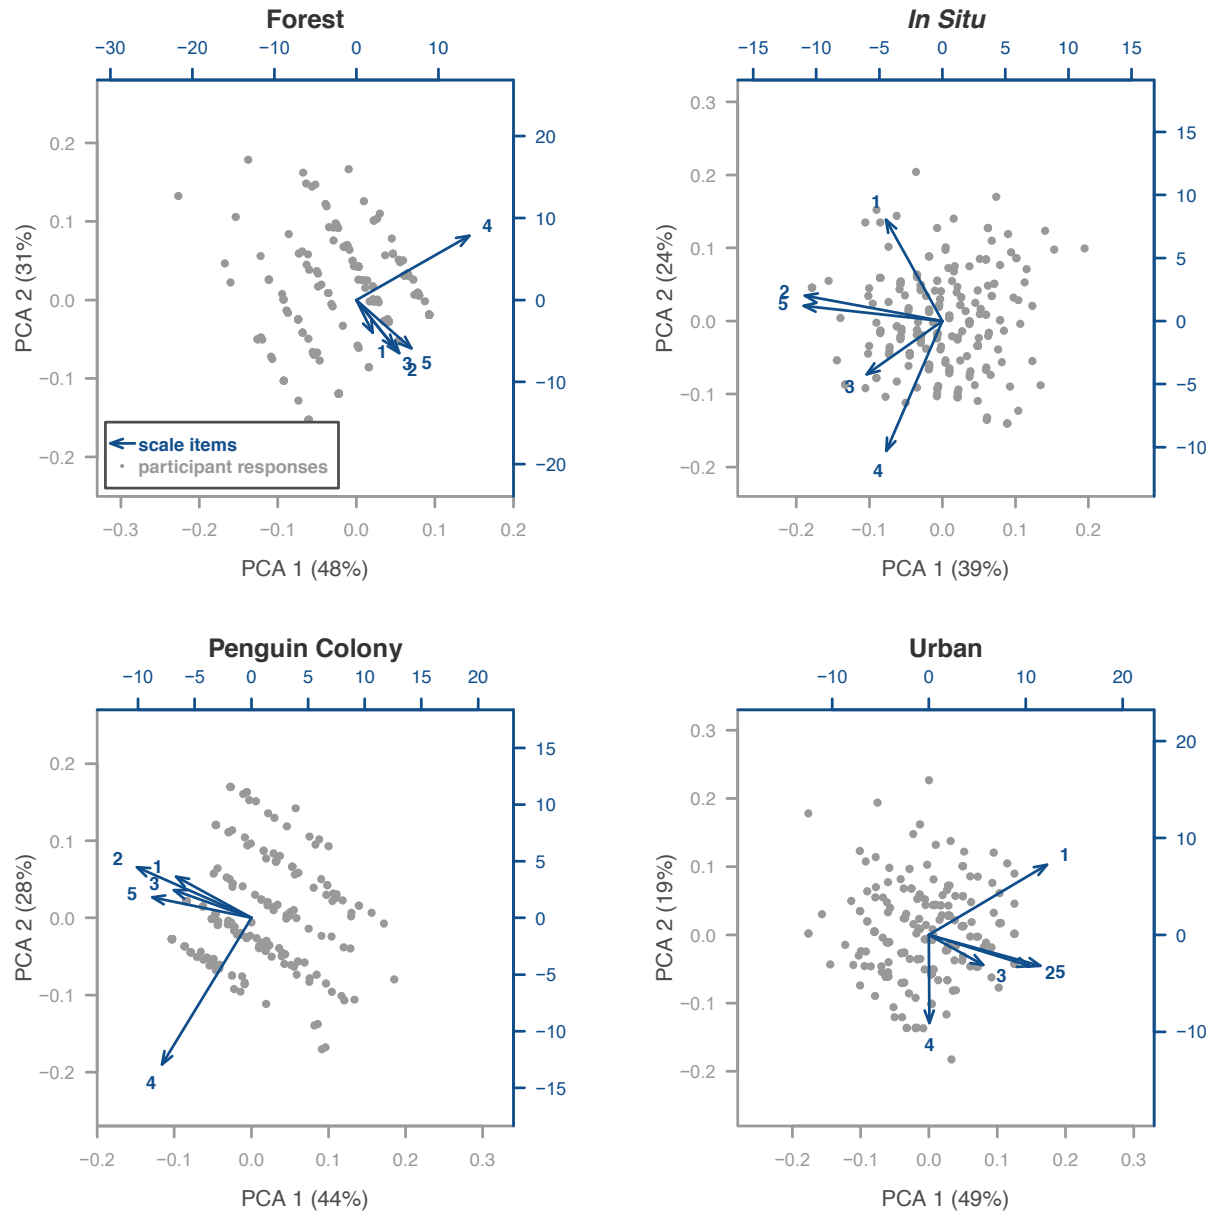 Forest
−30 −20 −10 0 10
0.2
0.1
0.0
−0.1
−0.2
PCA 2 (31%)
20
10
0
−10
−20
4
1
3
2
5
scale items
participant responses
−0.3 −0.2 −0.1 0.0 0.1 0.2
PCA 1 (48%)
In Situ
−15 −10 −5 0 5 10 15
0.3
0.2
0.1
0.0
−0.1
−0.2
PCA 2 (24%)
15
10
5
0
−5
−10
1
2
5
3
4
−0.2 −0.1 0.0 0.1 0.2
PCA 1 (39%)
Penguin Colony
−10 −5 0 5 10 15 20
0.2
0.1
0.0
−0.1
−0.2
PCA 2 (28%)
15
10
5
0
−5
−10
−15
2
1
3
5
4
−0.2 −0.1 0.0 0.1 0.2 0.3
PCA 1 (44%)
Urban
−10 0 10 20
0.3
0.2
0.1
0.0
−0.1
−0.2
PCA 2 (19%)
20
10
0
−10
1
3
25
4
−0.2 −0.1 0.0 0.1 0.2 0.3
PCA 1 (49%)